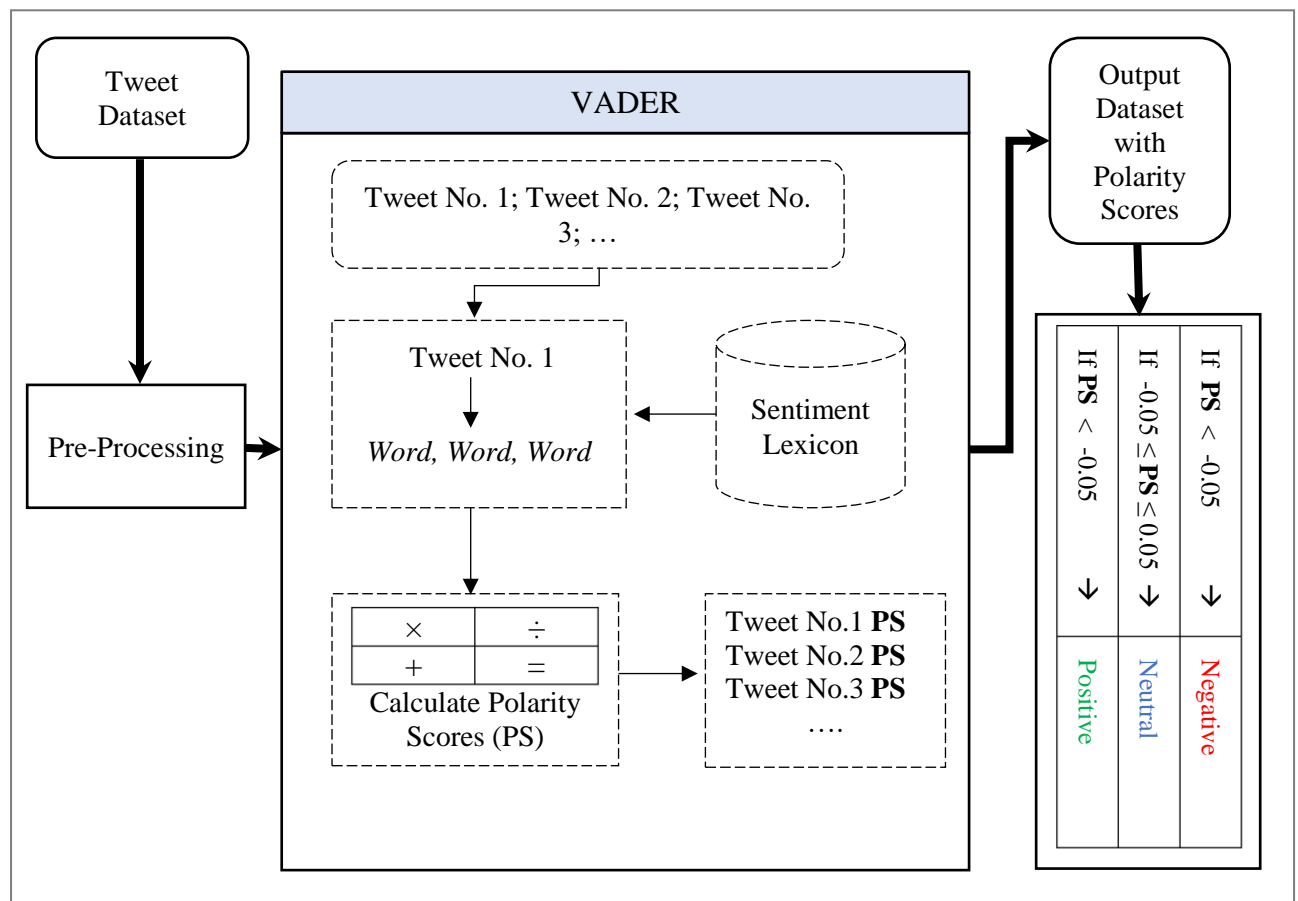 Tweet
Dataset
Pre-Processing
VADER
Tweet No. 1; Tweet No. 2; Tweet No.
3; …
Tweet No. 1
Word, Word, Word
Sentiment
Lexicon
× ÷
+ =
Calculate Polarity
Scores (PS)
Tweet No.1 PS
Tweet No.2 PS
Tweet No.3 PS
….
Output
Dataset
with
Polarity
Scores
If PS < -0.05 → Negative
If -0.05 ≤ PS ≤ 0.05 → Neutral
If PS < -0.05 → Positive